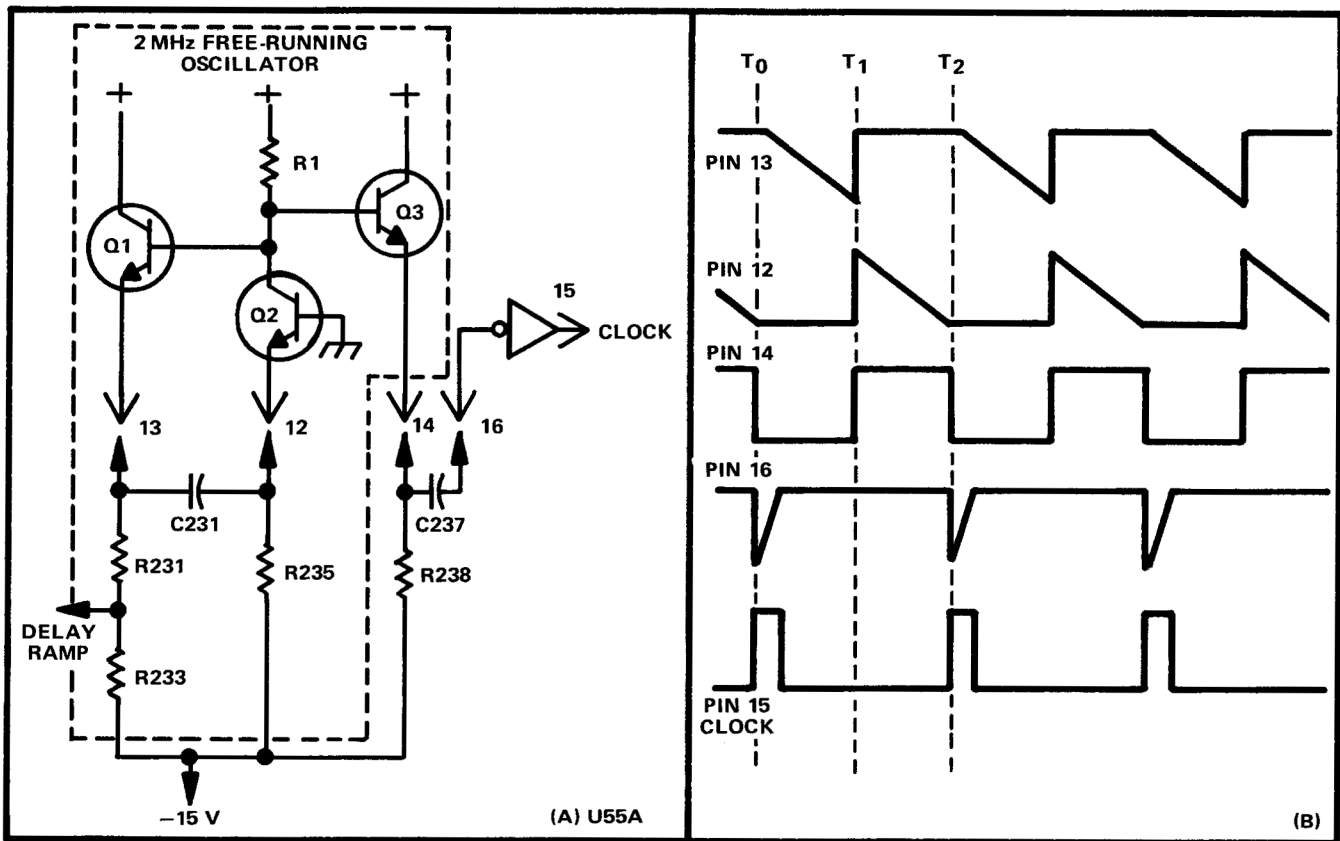 2 MHz FREE-RUNNING
OSCILLATOR
+ + +
R1
Q1
Q3
Q2
15
CLOCK
13
12
14
16
C231
C237
R231
R235
R238
DELAY
RAMP
R233
−15 V
(A) U55A
T0 T1 T2
PIN 13
PIN 12
PIN 14
PIN 16
PIN 15
CLOCK
(B)